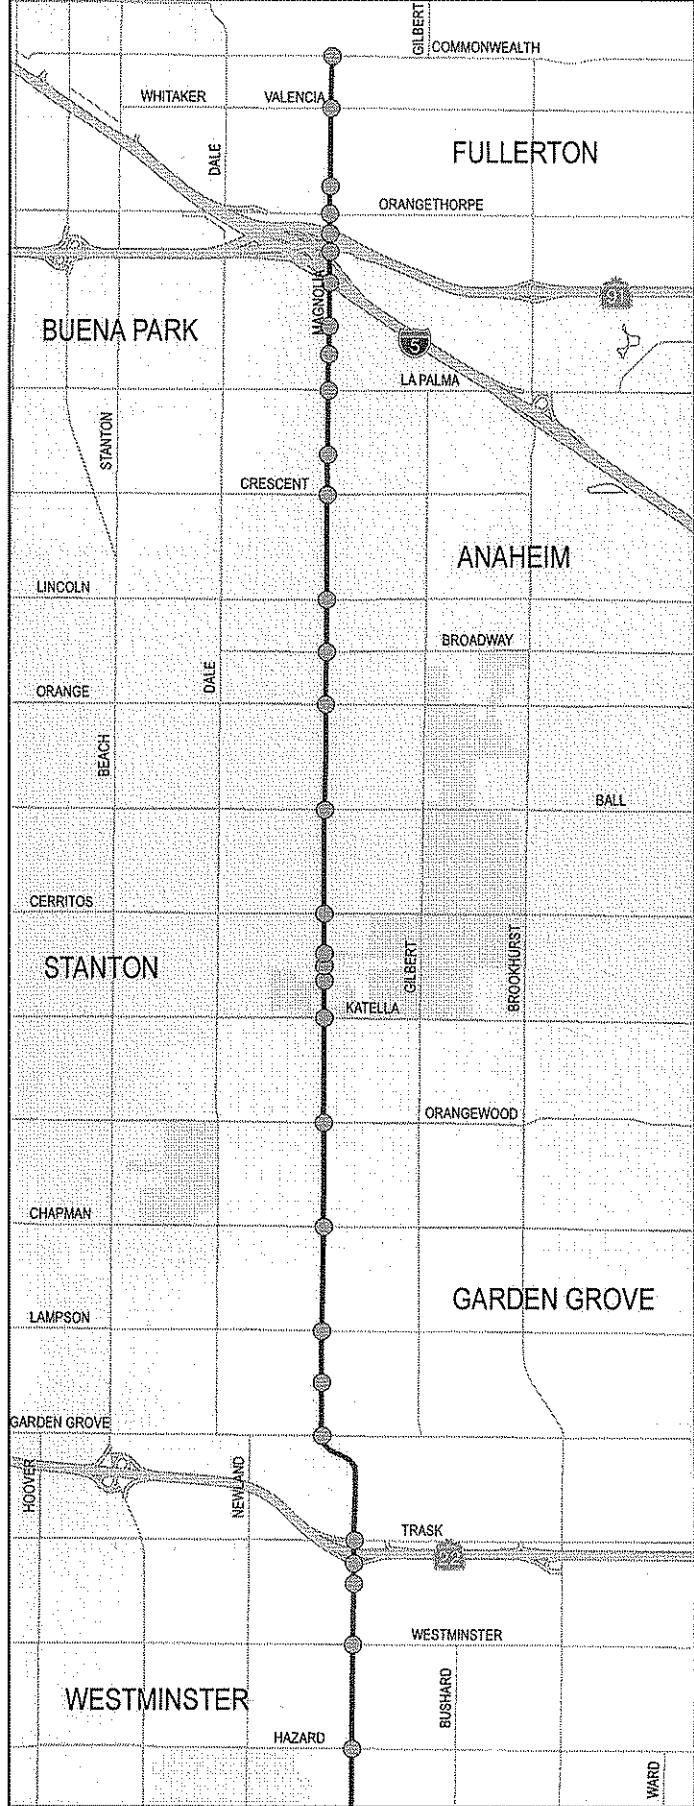 GILBERT
COMMONWEALTH
WHITAKER
VALENCIA
FULLERTON
DALE
ORANGETHORPE
91
MAGNOLIA
BUENA PARK
5
LA PALMA
STANTON
CRESCENT
ANAHEIM
LINCOLN
BROADWAY
DALE
ORANGE
BEACH
BALL
CERRITOS
STANTON
GILBERT
BROOKHURST
KATELLA
ORANGEWOOD
CHAPMAN
GARDEN GROVE
LAMPSON
GARDEN GROVE
HOOVER
NEWLAND
TRASK
22
WESTMINSTER
WESTMINSTER
BUSHARD
HAZARD
WARD